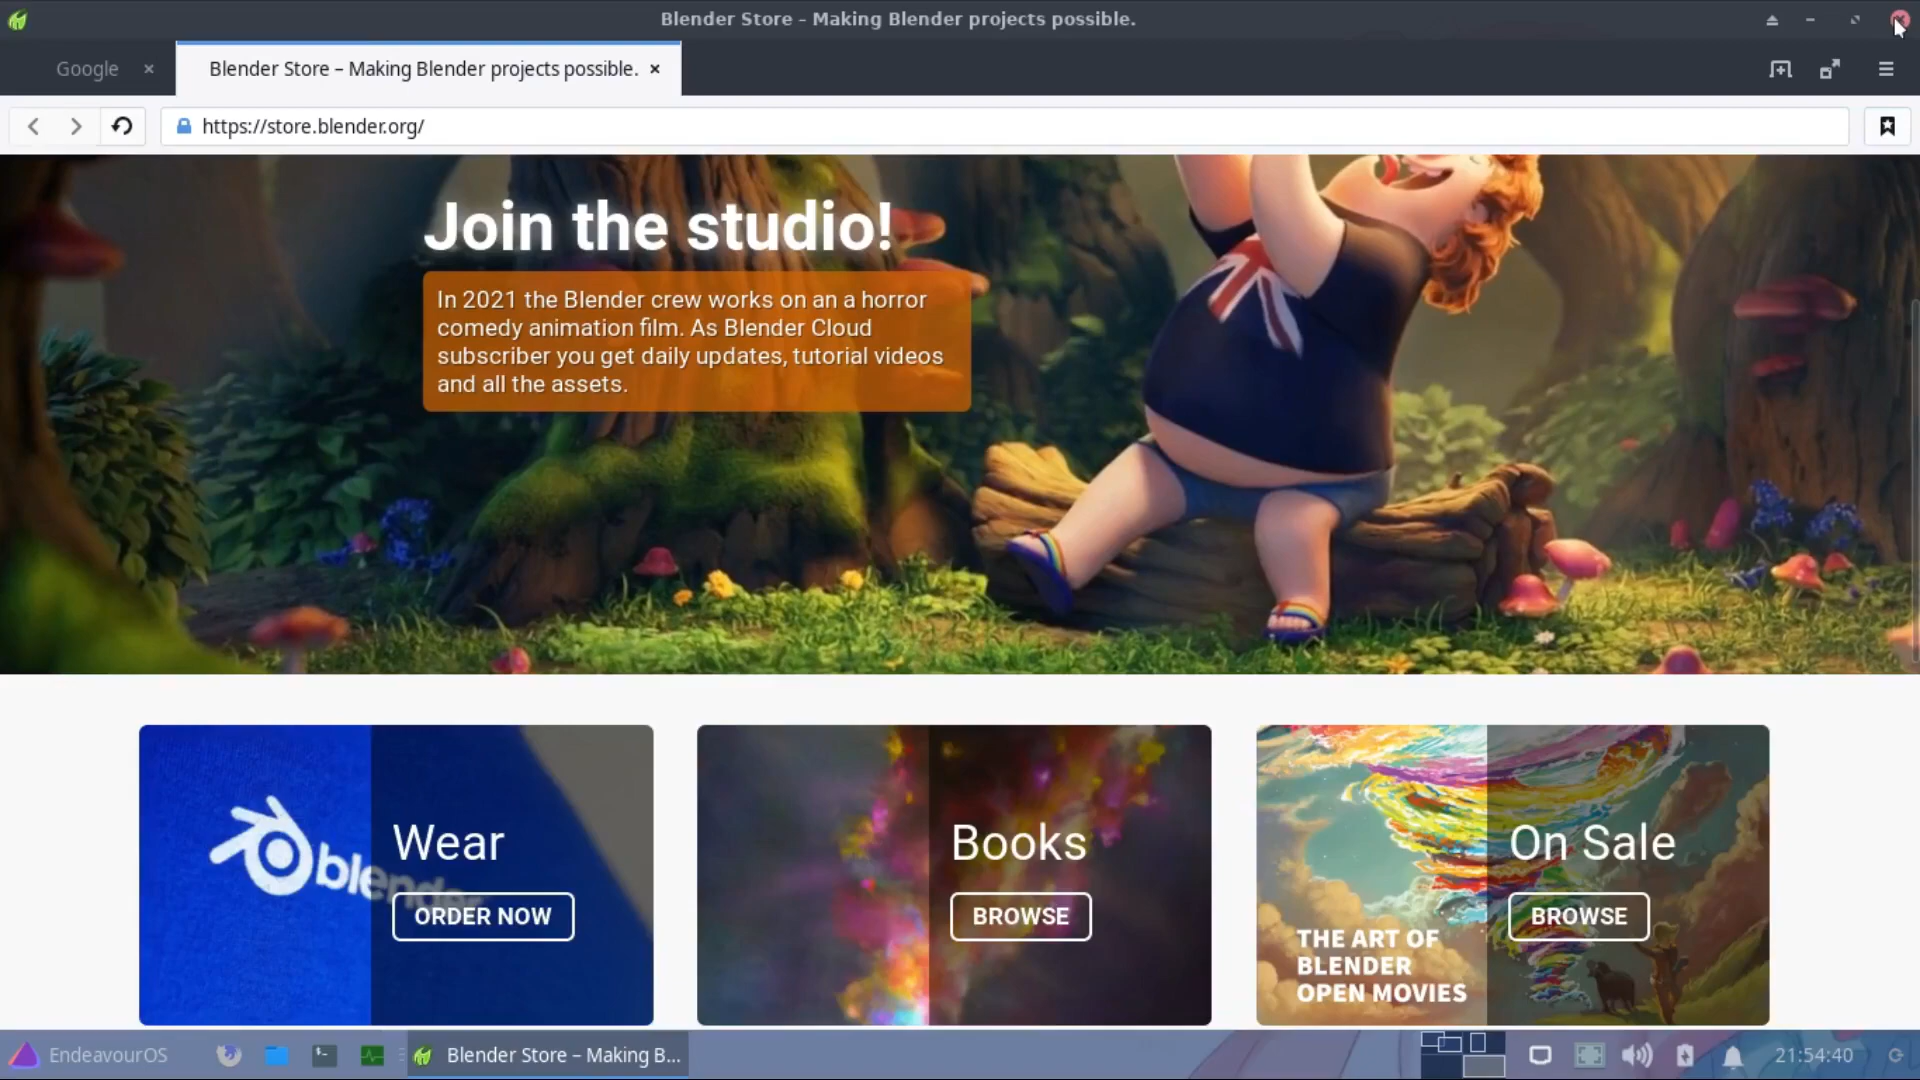 Blender Store – Making Blender projects possible.
Google
Blender Store – Making Blender projects possible.
https://store.blender.org/
Join the studio!
In 2021 the Blender crew works on an a horror
comedy animation film. As Blender Cloud
subscriber you get daily updates, tutorial videos
and all the assets.
blender
Wear
ORDER NOW
Books
BROWSE
THE ART OF
BLENDER
OPEN MOVIES
On Sale
BROWSE
EndeavourOS
Blender Store – Making B...
21:54:40